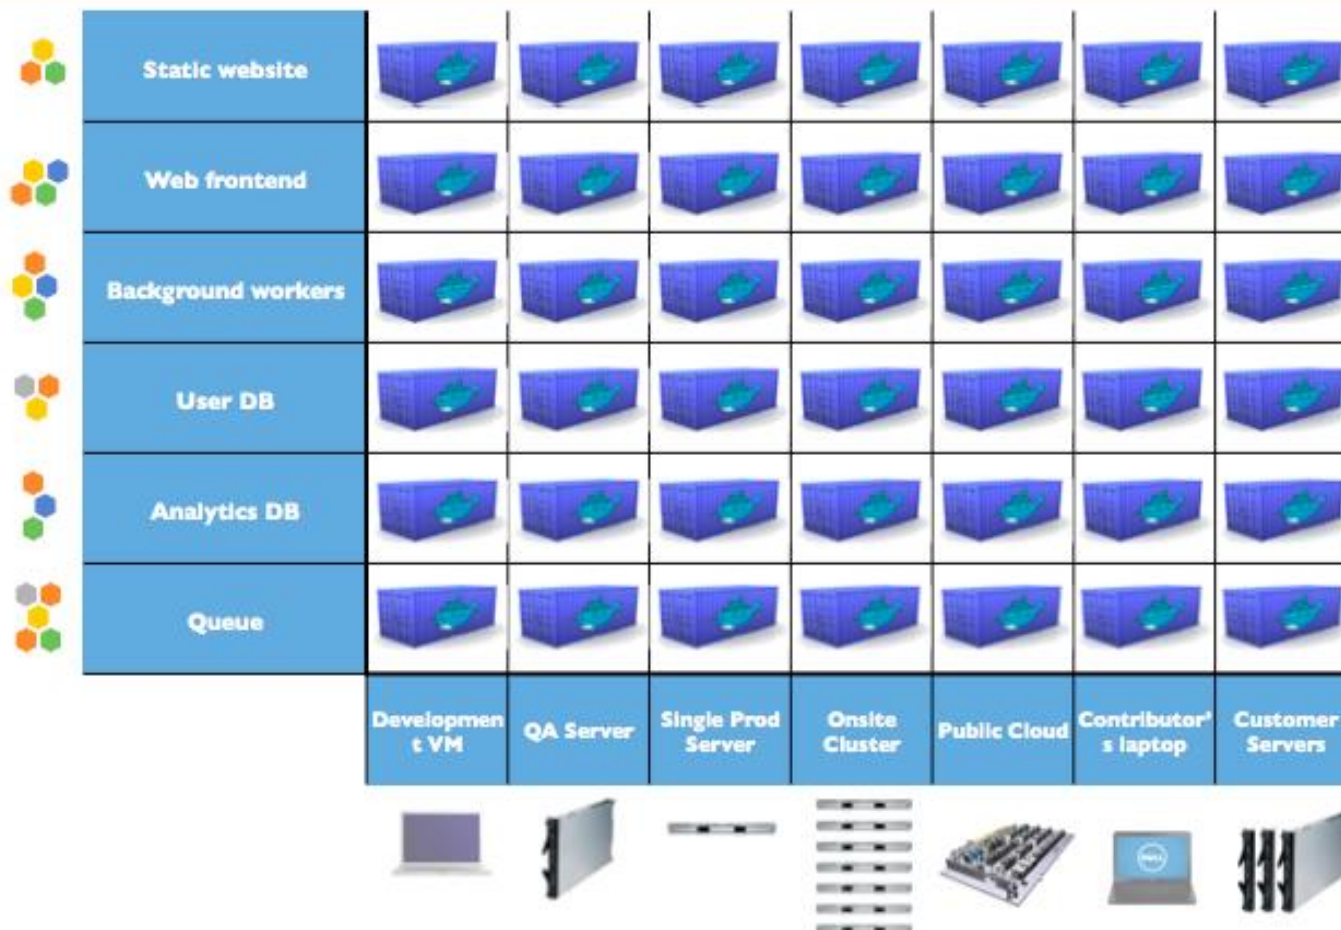 Static website
Web frontend
Background workers
User DB
Analytics DB
Queue
Developmen
t VM
QA Server
Single Prod
Server
Onsite
Cluster
Public Cloud
Contributor'
s laptop
Customer
Servers
DELL